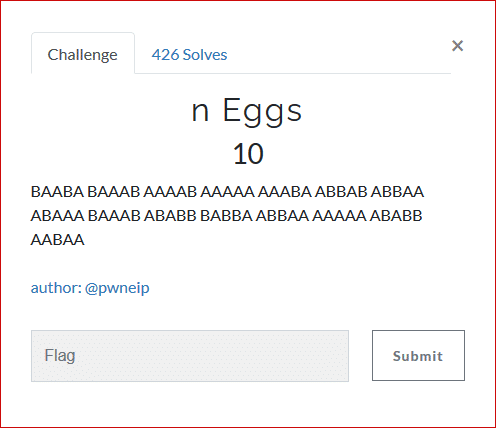 Challenge
426 Solves
×
n Eggs
10
BAABA BAAAB AAAAB AAAAA AAABA ABBAB ABBAA
ABAAA BAAAB ABABB BABBA ABBAA AAAAA ABABB
AABAA
author: @pwneip
Flag
Submit